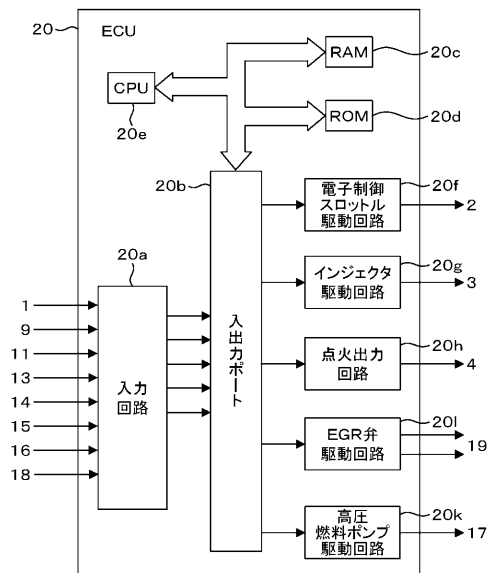 20
ECU
RAM
20c
CPU
20e
ROM
20d
20b
20f
電子制御
スロットル
駆動回路
2
20a
20g
インジェクタ
駆動回路
3
1
9
11
13
14
15
16
18
入力
回路
入出力ポート
20h
点火出力
回路
4
20l
EGR弁
駆動回路
19
20k
高圧
燃料ポンプ
駆動回路
17